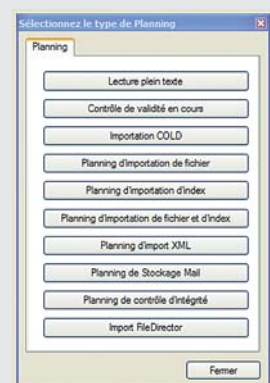 Sélectionnez le type de Planning
Planning
Lecture plein texte
Contrôle de validité en cours
Importation COLD
Planning d'importation de fichier
Planning d'importation d'index
Planning d'importation de fichier et d'index
Planning d'import XML
Planning de Stockage Mail
Planning de contrôle d'intégrité
Import FileDirector
Fermer